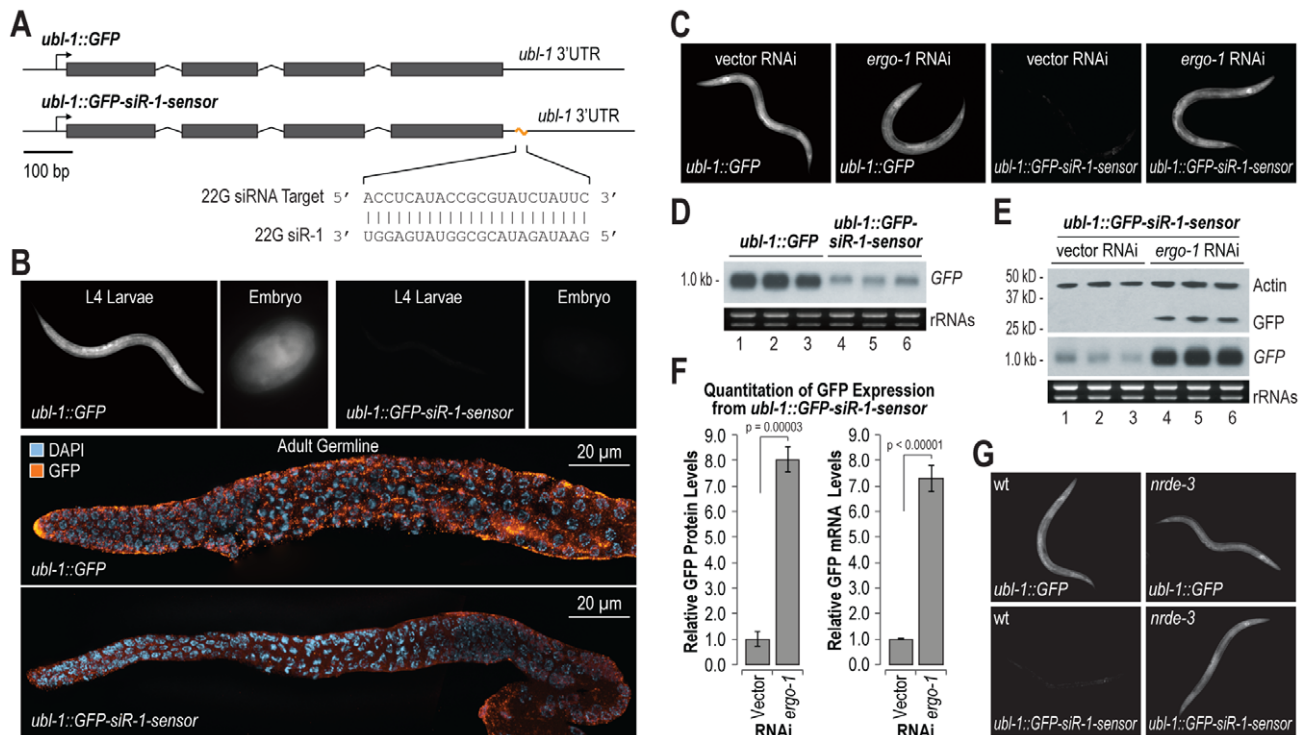 A
ubl-1::GFP
ubl-1 3'UTR
ubl-1::GFP-siR-1-sensor
ubl-1 3'UTR
100 bp
22G siRNA Target 5' ACCUCAUACCGCGUAUCUAUUC 3'
22G siR-1 3' UGGAGUAUGGCGCAUAGAUAAG 5'
B
L4 Larvae Embryo L4 Larvae Embryo
ubl-1::GFP ubl-1::GFP-siR-1-sensor
DAPI
GFP
Adult Germline
20 µm
ubl-1::GFP
20 µm
ubl-1::GFP-siR-1-sensor
C
vector RNAi ergo-1 RNAi vector RNAi ergo-1 RNAi
ubl-1::GFP ubl-1::GFP ubl-1::GFP-siR-1-sensor ubl-1::GFP-siR-1-sensor
D
ubl-1::GFP
ubl-1::GFP-
siR-1-sensor
1.0 kb - GFP
rRNAs
1 2 3 4 5 6
E
ubl-1::GFP-siR-1-sensor
vector RNAi ergo-1 RNAi
50 kD - Actin
37 kD -
25 kD - GFP
1.0 kb - GFP
rRNAs
1 2 3 4 5 6
F
Quantitation of GFP Expression
from ubl-1::GFP-siR-1-sensor
p = 0.00003
Relative GFP Protein Levels
9.0
8.0
7.0
6.0
5.0
4.0
3.0
2.0
1.0
0.0
Vector
ergo-1
RNAi
p < 0.00001
Relative GFP mRNA Levels
9.0
8.0
7.0
6.0
5.0
4.0
3.0
2.0
1.0
0.0
Vector
ergo-1
RNAi
G
wt nrde-3
ubl-1::GFP ubl-1::GFP
wt nrde-3
ubl-1::GFP-siR-1-sensor ubl-1::GFP-siR-1-sensor